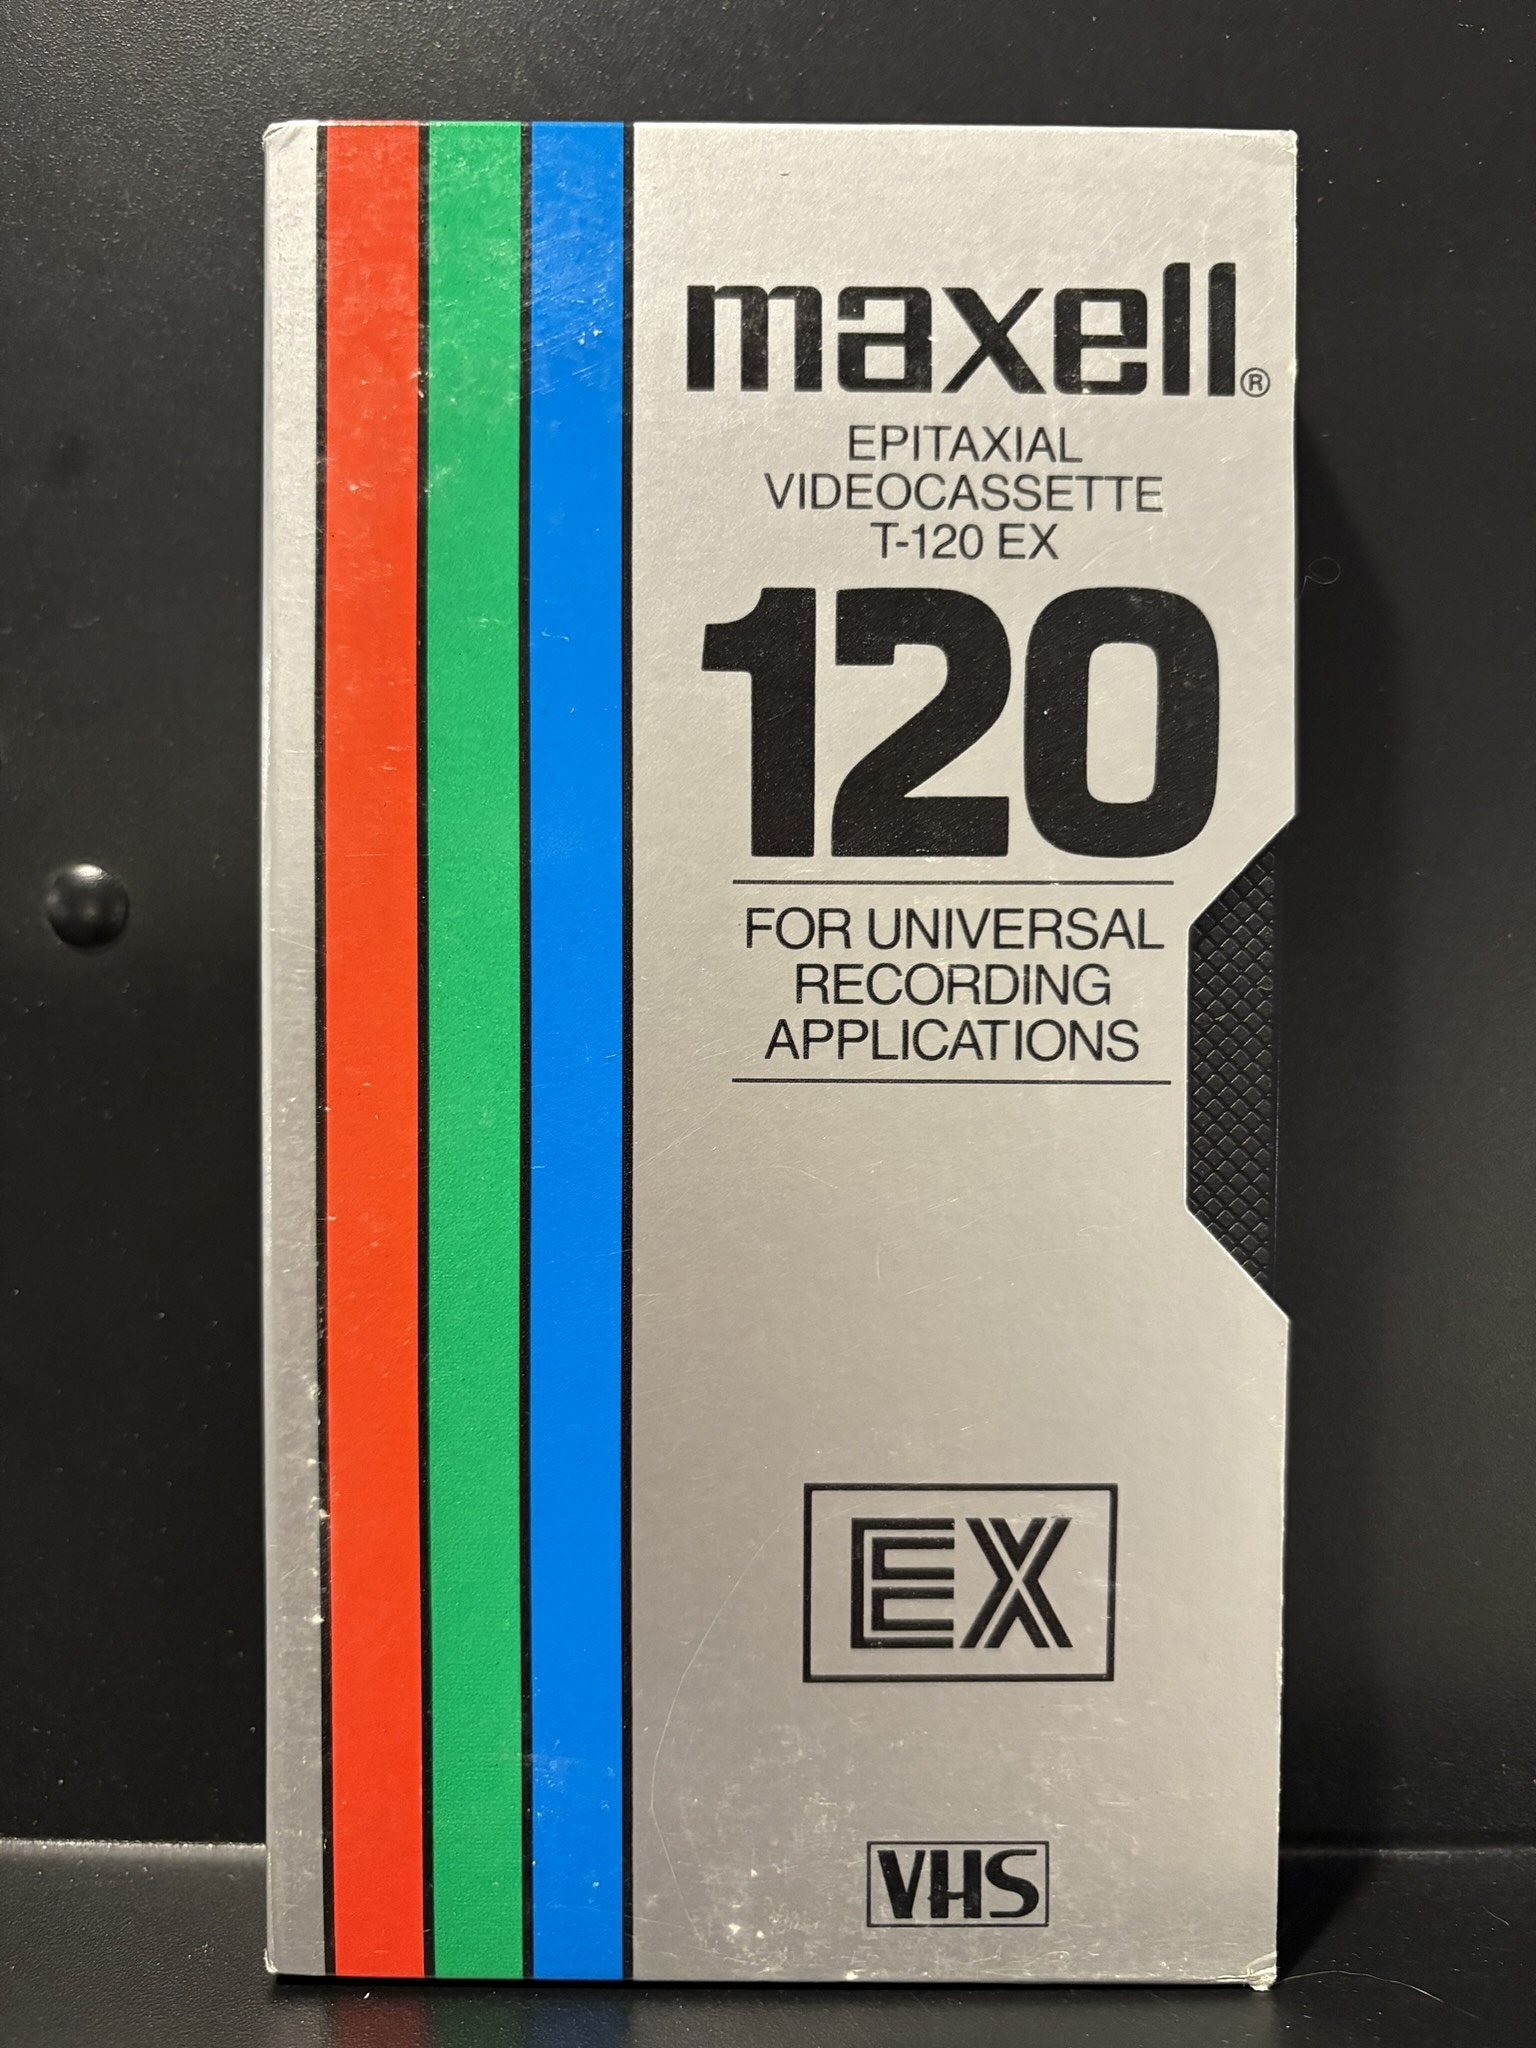 maxell®
EPITAXIAL
VIDEOCASSETTE
T-120 EX
120
FOR UNIVERSAL
RECORDING
APPLICATIONS
EX
VHS